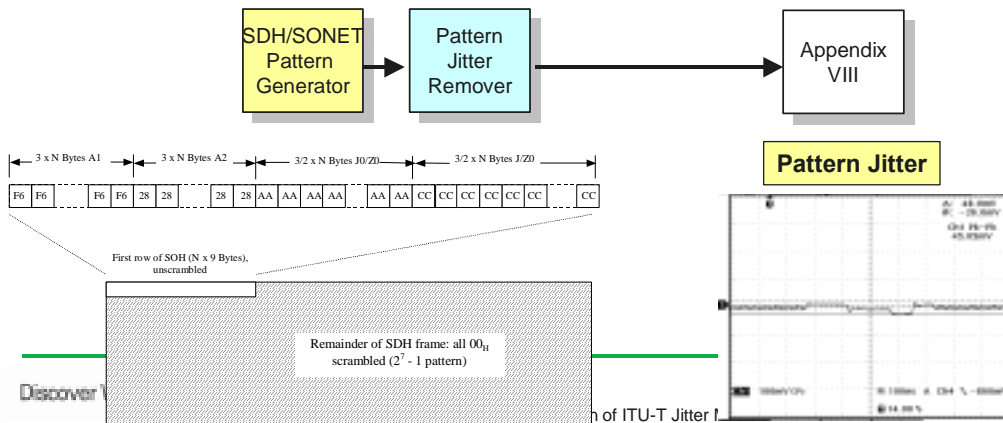 SDH/SONET
Pattern
Generator
Pattern
Jitter
Remover
Appendix
VIII
3 x N Bytes A1
3 x N Bytes A2
3/2 x N Bytes J0/Z0
3/2 x N Bytes J/Z0
F6 F6 F6 F6 28 28 28 28 AA AA AA AA AA AA CC CC CC CC CC CC CC
Pattern Jitter
First row of SOH (N x 9 Bytes),
unscrambled
Remainder of SDH frame: all 00H
scrambled (2⁷ - 1 pattern)
Discover
n of ITU-T Jitter